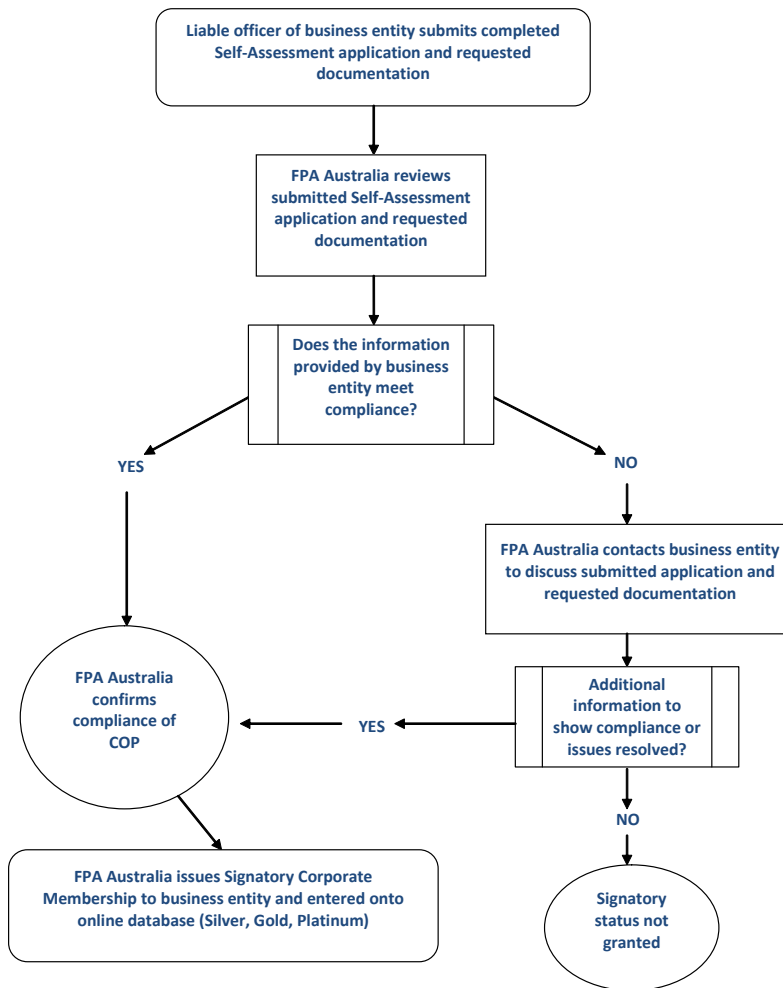 Liable officer of business entity submits completed
Self-Assessment application and requested
documentation
FPA Australia reviews
submitted Self-Assessment
application and requested
documentation
Does the information
provided by business
entity meet
compliance?
YES
NO
FPA Australia contacts business entity
to discuss submitted application and
requested documentation
FPA Australia
confirms
compliance of
COP
YES
Additional
information to
show compliance or
issues resolved?
NO
FPA Australia issues Signatory Corporate
Membership to business entity and entered onto
online database (Silver, Gold, Platinum)
Signatory
status not
granted